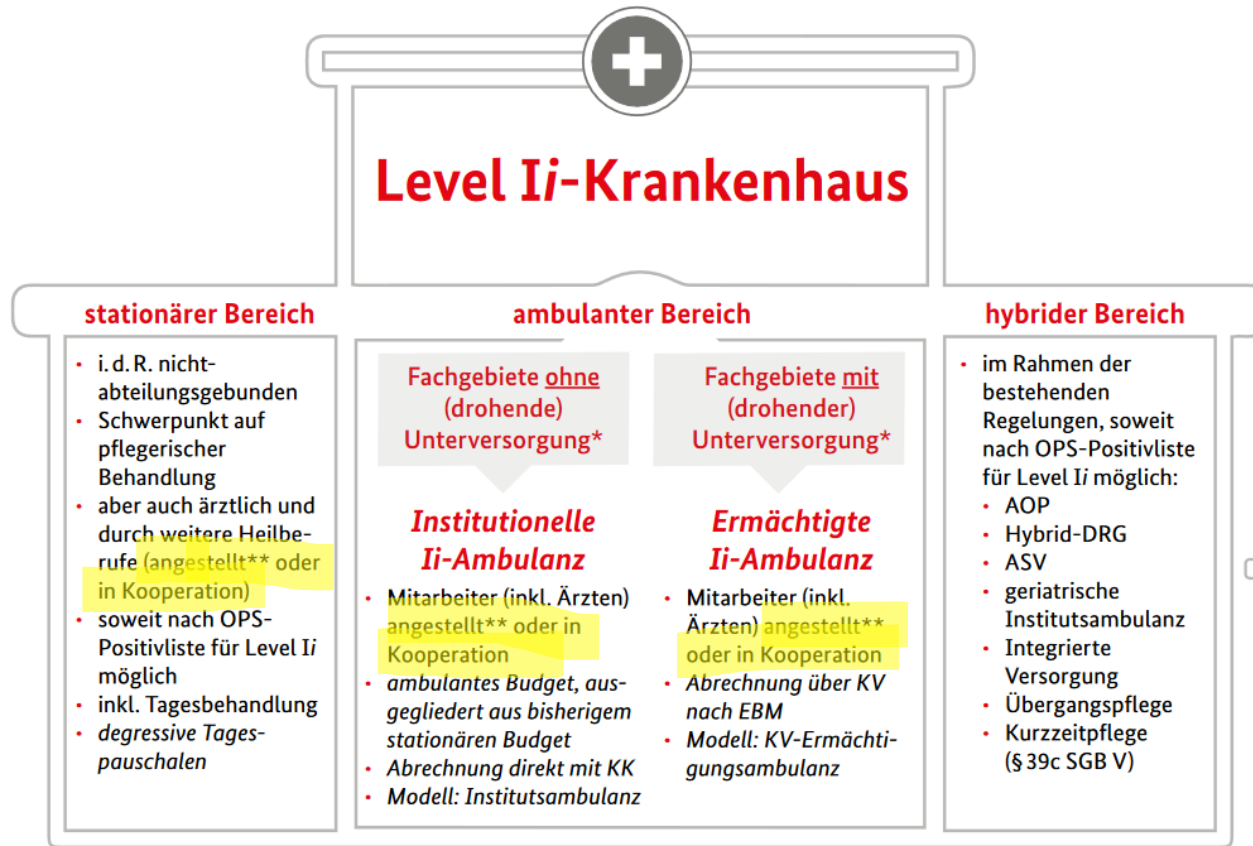 Level Ii-Krankenhaus
stationärer Bereich
• i. d. R. nicht-
abteilungsgebunden
• Schwerpunkt auf
pflegerischer
Behandlung
• aber auch ärztlich und
durch weitere Heilbe-
rufe (angestellt** oder
in Kooperation)
• soweit nach OPS-
Positivliste für Level Ii
möglich
• inkl. Tagesbehandlung
• degressive Tages-
pauschalen
ambulanter Bereich
Fachgebiete ohne
(drohende)
Unterversorgung*
Institutionelle
Ii-Ambulanz
• Mitarbeiter (inkl. Ärzten)
angestellt** oder in
Kooperation
• ambulantes Budget, aus-
gegliedert aus bisherigem
stationären Budget
• Abrechnung direkt mit KK
• Modell: Institutsambulanz
Fachgebiete mit
(drohender)
Unterversorgung*
Ermächtigte
Ii-Ambulanz
• Mitarbeiter (inkl.
Ärzten) angestellt**
oder in Kooperation
• Abrechnung über KV
nach EBM
• Modell: KV-Ermächti-
gungsambulanz
hybrider Bereich
• im Rahmen der
bestehenden
Regelungen, soweit
nach OPS-Positivliste
für Level Ii möglich:
• AOP
• Hybrid-DRG
• ASV
• geriatrische
Institutsambulanz
• Integrierte
Versorgung
• Übergangspflege
• Kurzzeitpflege
(§ 39c SGB V)